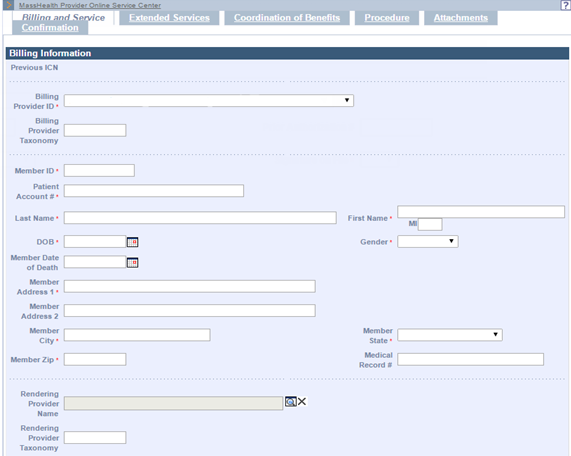 MassHealth Provider Online Service Center ?
Billing and Service Extended Services Coordination of Benefits Procedure Attachments
Confirmation
Billing Information
Previous ICN
Billing
Provider ID *
Billing
Provider
Taxonomy
Member ID *
Patient
Account # *
Last Name * First Name *
MI
DOB * Gender *
Member Date
of Death
Member
Address 1 *
Member
Address 2
Member
City *
Member
State *
Member Zip *
Medical
Record #
Rendering
Provider
Name
Rendering
Provider
Taxonomy